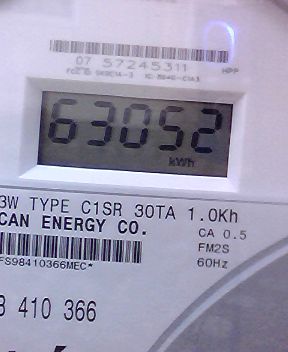 07 57245311
HPP
63052
kWh
3W TYPE C1SR 30TA 1.0Kh
CAN ENERGY CO.
CA 0.5
FM2S
60Hz
FS98410366MEC*
410 366